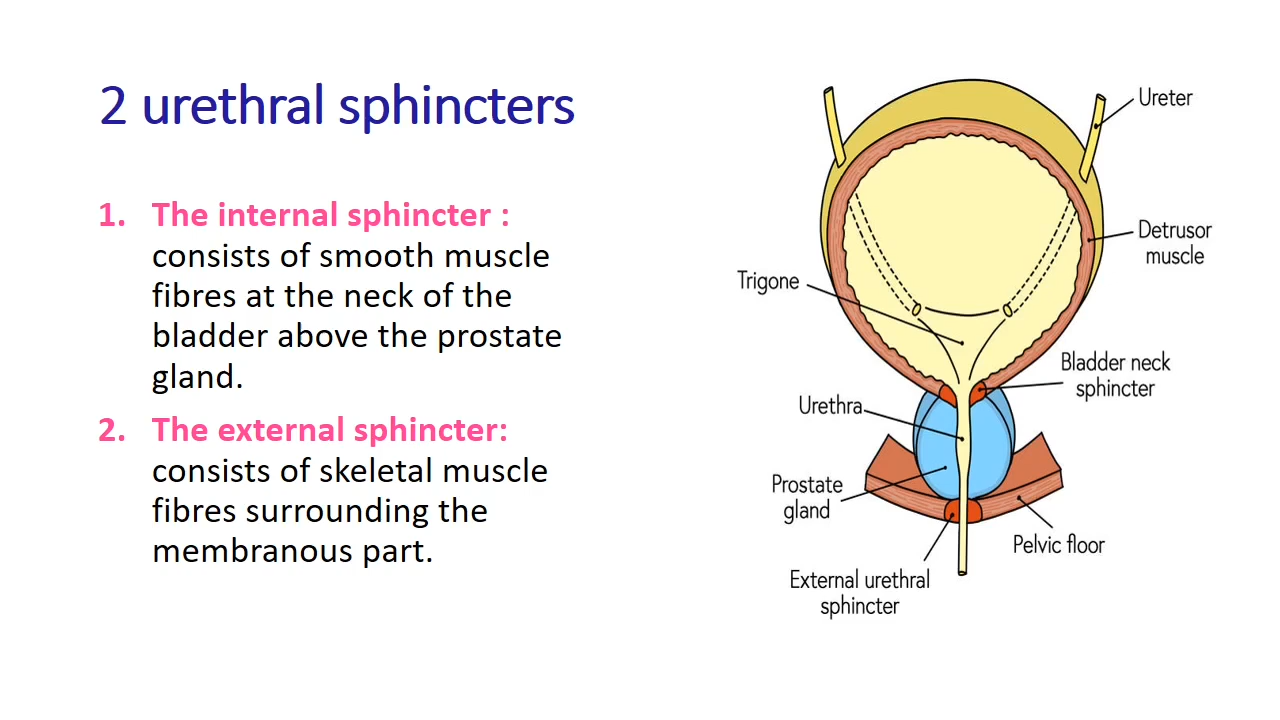 2 urethral sphincters
1. The internal sphincter :
consists of smooth muscle
fibres at the neck of the
bladder above the prostate
gland.
2. The external sphincter:
consists of skeletal muscle
fibres surrounding the
membranous part.
Ureter
Detrusor
muscle
Trigone
Bladder neck
sphincter
Urethra
Prostate
gland
Pelvic floor
External urethral
sphincter